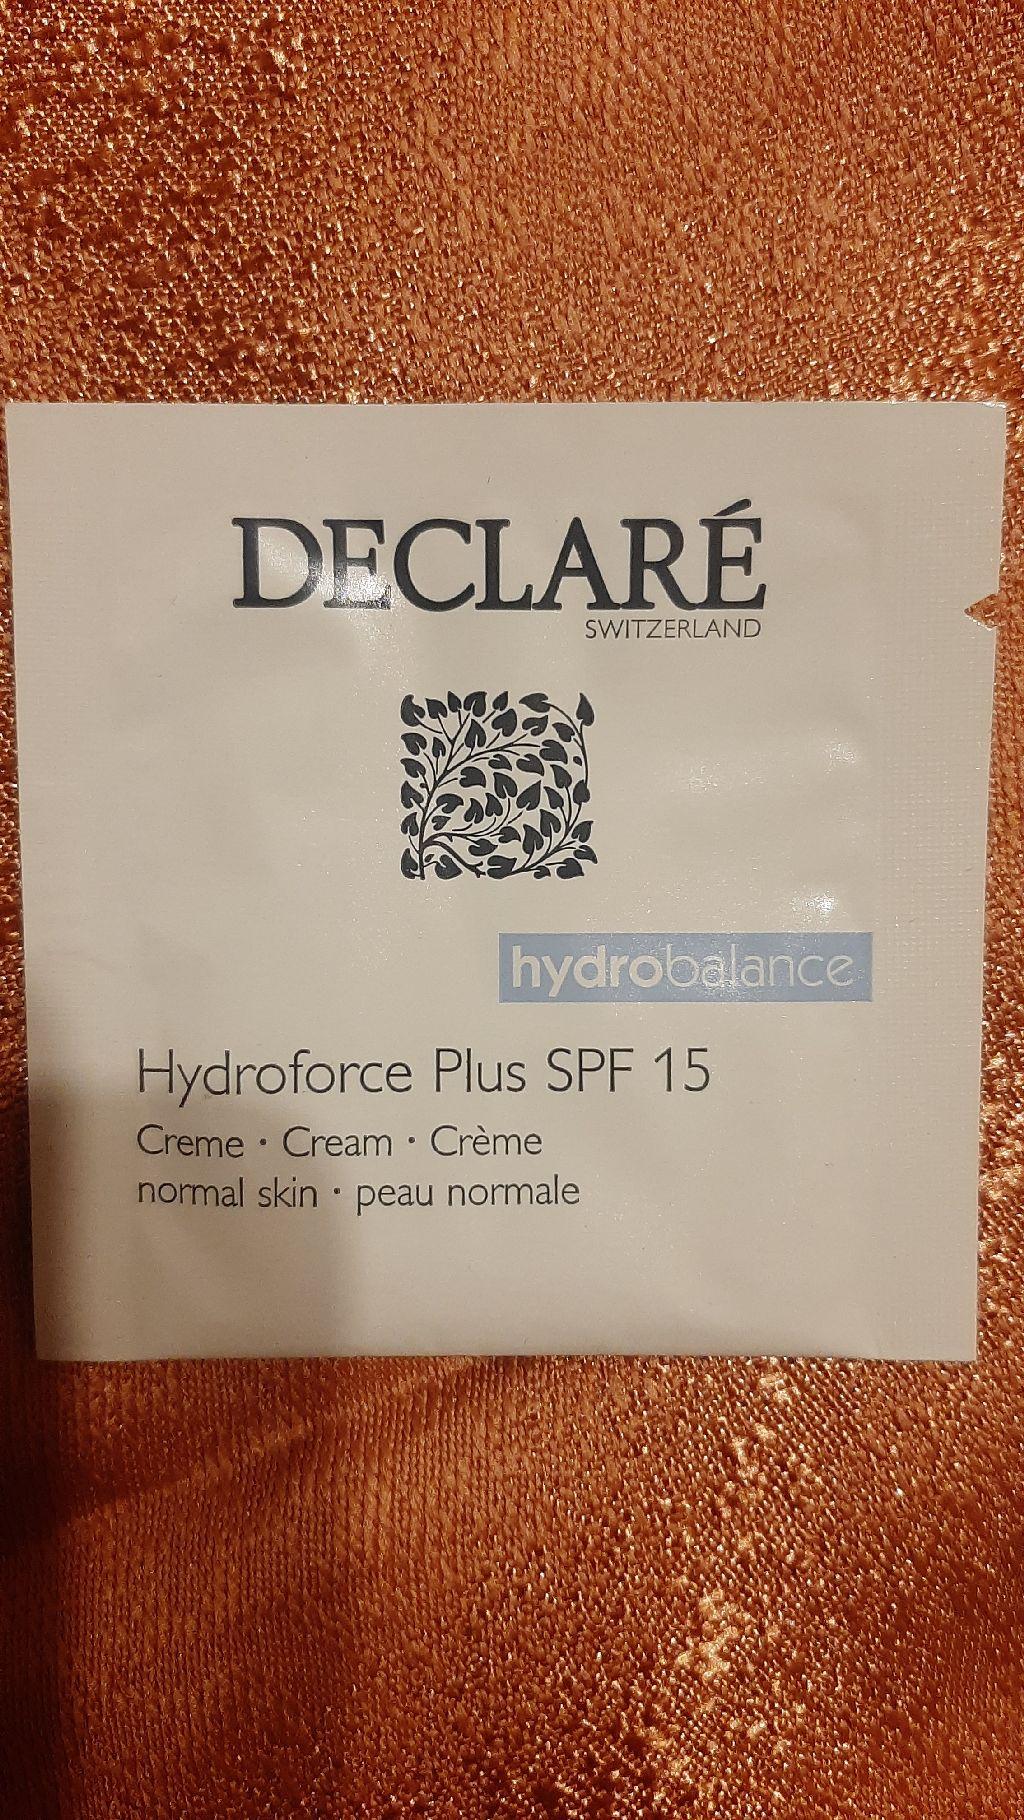 DECLARÉ
SWITZERLAND
hydrobalance
Hydroforce Plus SPF 15
Creme · Cream · Crème
normal skin · peau normale